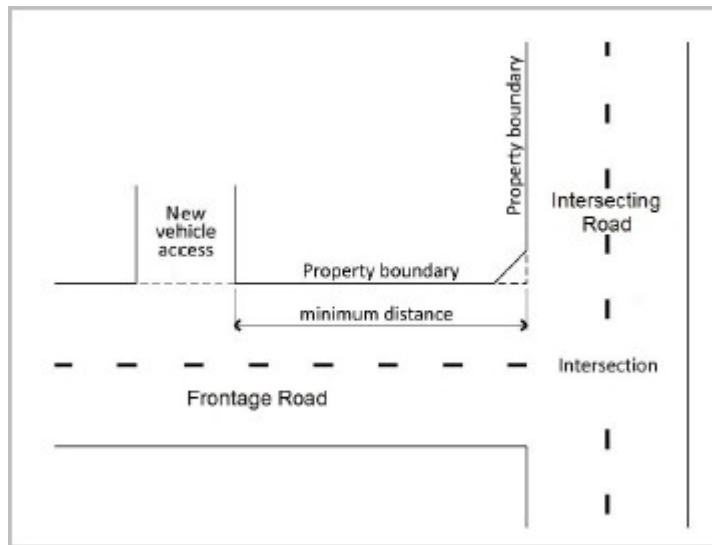 Property boundary
New
vehicle
access
Intersecting
Road
Property boundary
minimum distance
Intersection
Frontage Road